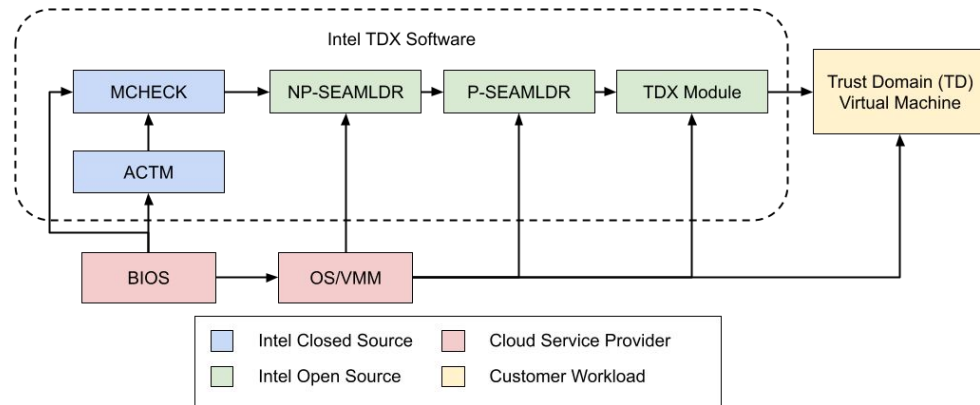 Intel TDX Software
MCHECK
NP-SEAMLDR
P-SEAMLDR
TDX Module
Trust Domain (TD)
Virtual Machine
ACTM
BIOS
OS/VMM
Intel Closed Source
Cloud Service Provider
Intel Open Source
Customer Workload